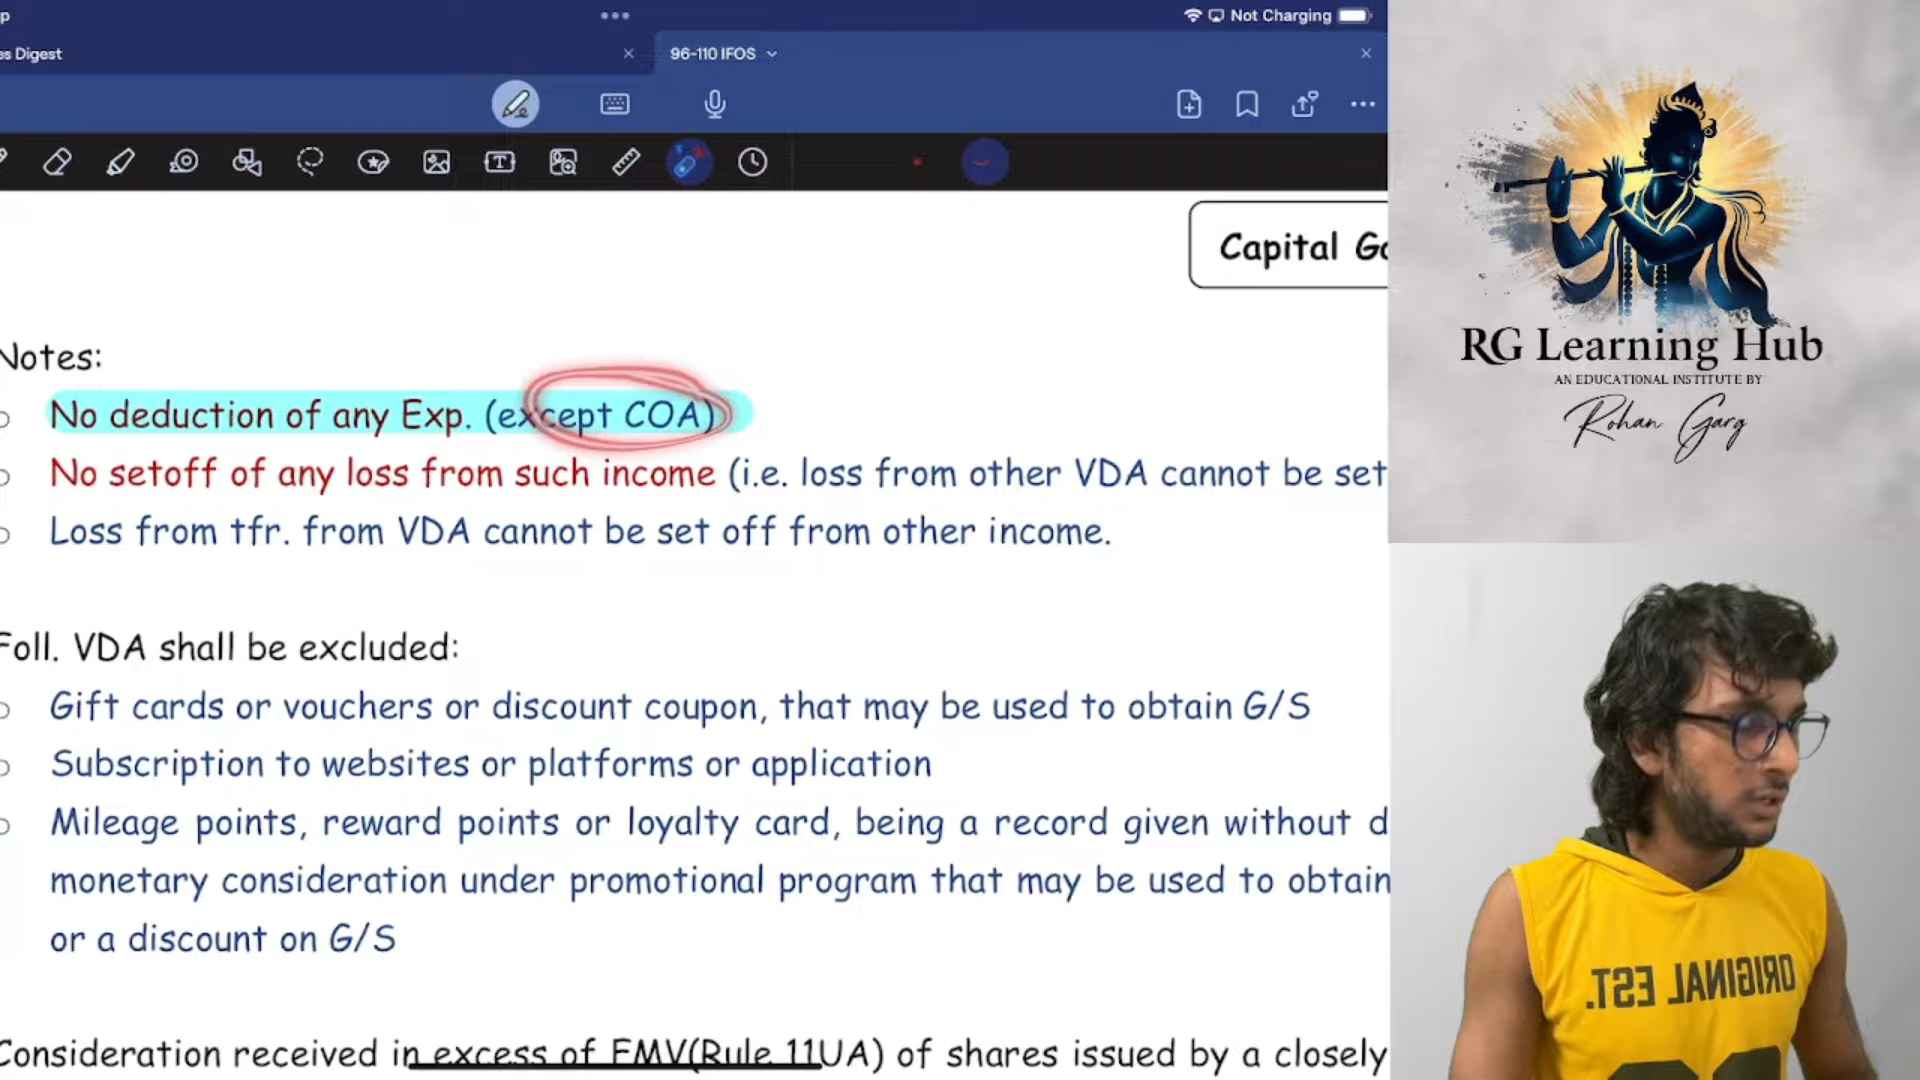 p
Not Charging
es Digest
96-110 IFOS
Capital Ga
Notes:
No deduction of any Exp. (except COA)
No setoff of any loss from such income (i.e. loss from other VDA cannot be set
Loss from tfr. from VDA cannot be set off from other income.
Foll. VDA shall be excluded:
Gift cards or vouchers or discount coupon, that may be used to obtain G/S
Subscription to websites or platforms or application
Mileage points, reward points or loyalty card, being a record given without d
monetary consideration under promotional program that may be used to obtain
or a discount on G/S
Consideration received in excess of FMV(Rule 11UA) of shares issued by a closely
RG Learning Hub
AN EDUCATIONAL INSTITUTE BY
Rohan Garg
ORIGINAL EST.